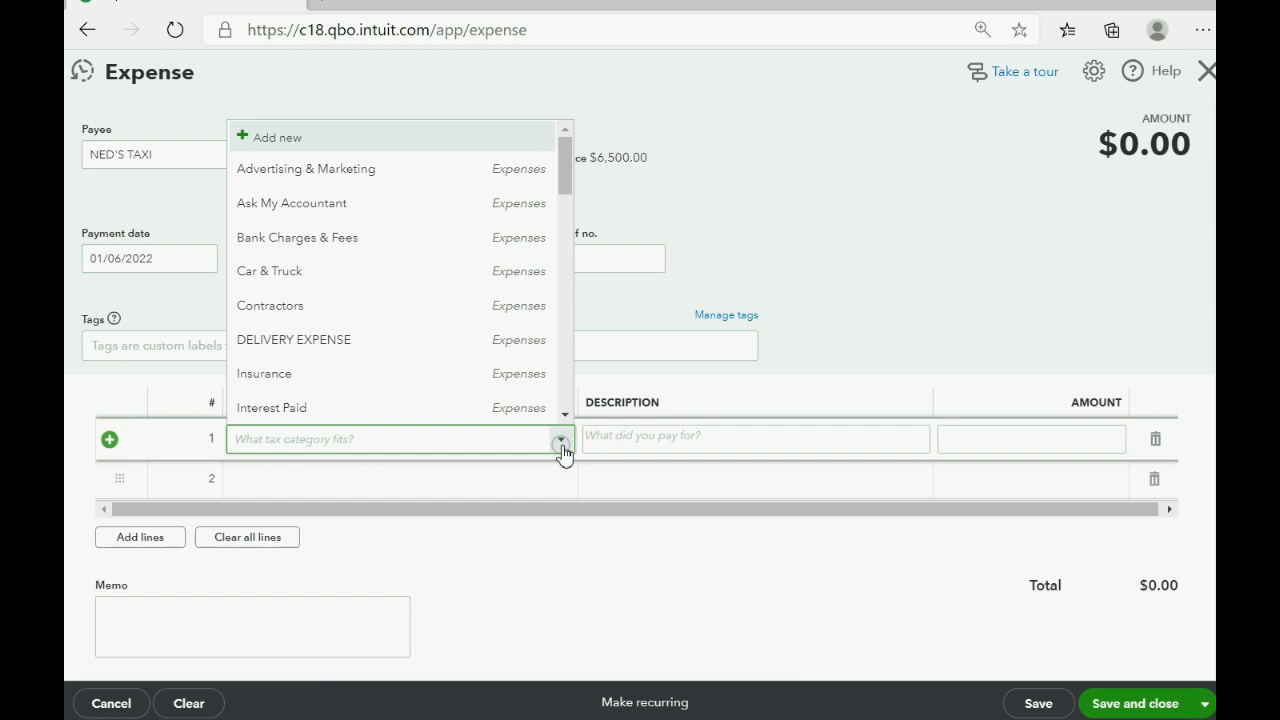 https://c18.qbo.intuit.com/app/expense
Expense
Take a tour
Help
AMOUNT
$0.00
Payee
NED'S TAXI
ce $6,500.00
Payment date
01/06/2022
f no.
Tags
Manage tags
Tags are custom labels
Add new
Advertising & Marketing Expenses
Ask My Accountant Expenses
Bank Charges & Fees Expenses
Car & Truck Expenses
Contractors Expenses
DELIVERY EXPENSE Expenses
Insurance Expenses
Interest Paid Expenses
# DESCRIPTION AMOUNT
1 What tax category fits? What did you pay for?
2
Add lines Clear all lines
Memo
Total $0.00
Cancel Clear Make recurring Save Save and close